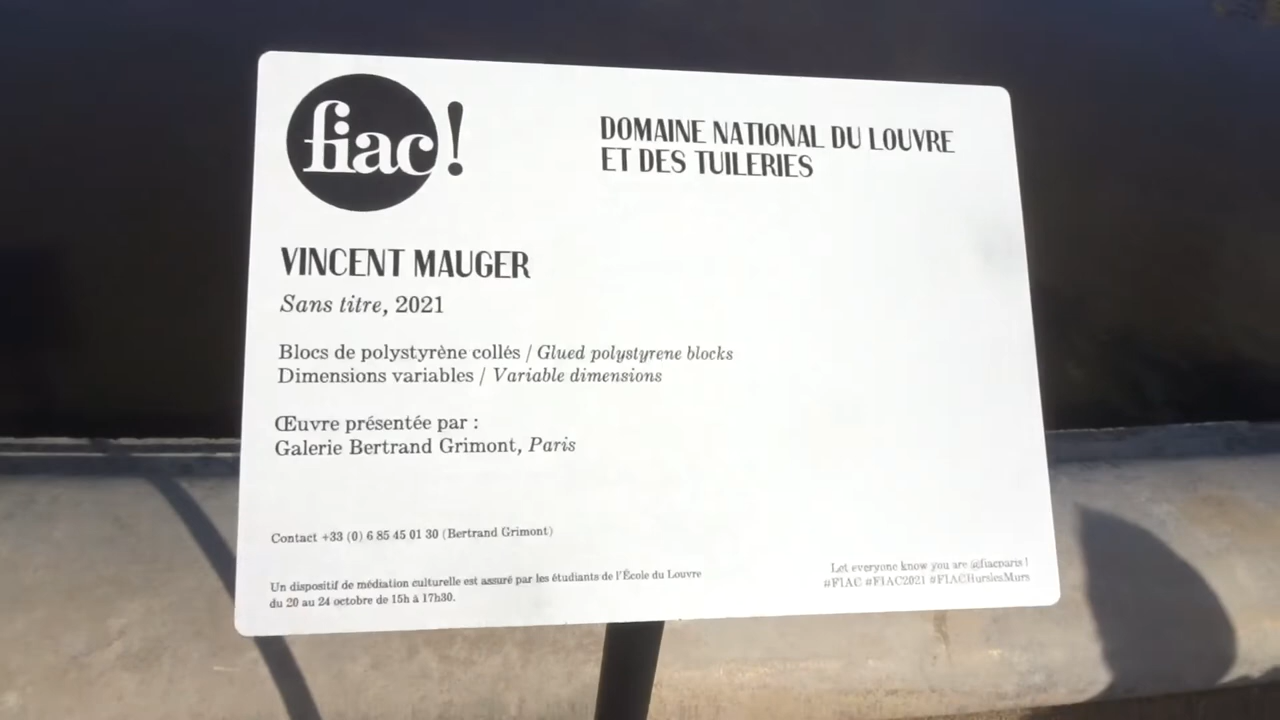 fiac!
DOMAINE NATIONAL DU LOUVRE
ET DES TUILERIES
VINCENT MAUGER
Sans titre, 2021
Blocs de polystyrène collés / Glued polystyrene blocks
Dimensions variables / Variable dimensions
Œuvre présentée par :
Galerie Bertrand Grimont, Paris
Contact +33 (0) 6 85 45 01 30 (Bertrand Grimont)
Un dispositif de médiation culturelle est assuré par les étudiants de l'École du Louvre
du 20 au 24 octobre de 15h à 17h30.
Let everyone know you are @fiacparis !
#FIAC #FIAC2021 #FIACHorslesMurs